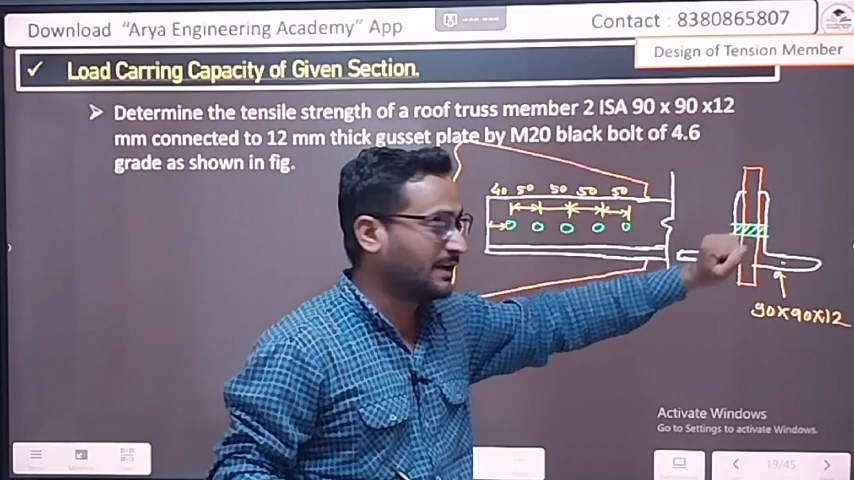 Download "Arya Engineering Academy" App
Contact : 8380865807
Design of Tension Member
✓ Load Carring Capacity of Given Section.
➢ Determine the tensile strength of a roof truss member 2 ISA 90 x 90 x12
mm connected to 12 mm thick gusset plate by M20 black bolt of 4.6
grade as shown in fig.
40 50 50 50 50
90x90x12
Activate Windows
Go to Settings to activate Windows.
19/45